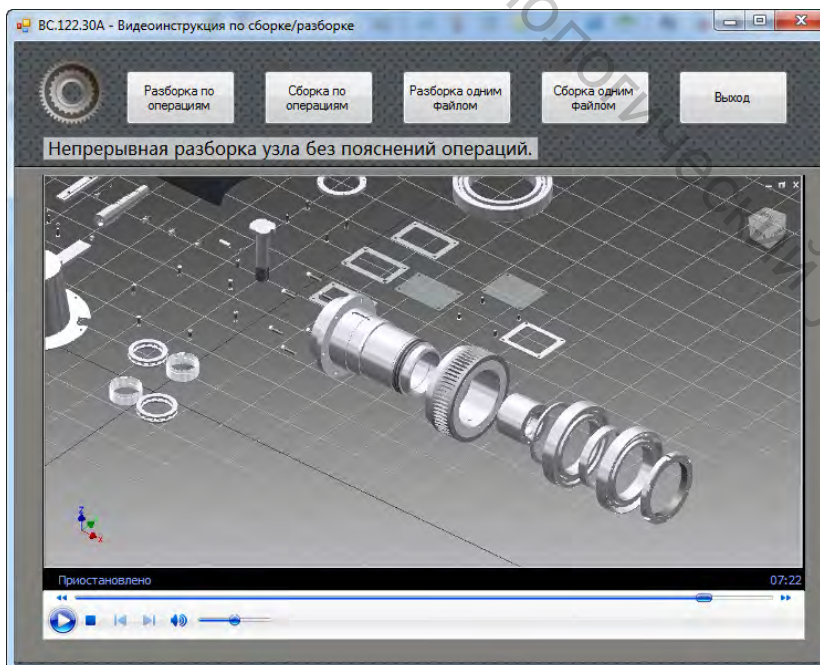 ВС.122.30А - Видеоинструкция по сборке/разборке
Разборка по
операциям
Сборка по
операциям
Разборка одним
файлом
Сборка одним
файлом
Выход
Непрерывная разборка узла без пояснений операций.
Z
X
Приостановлено
07:22